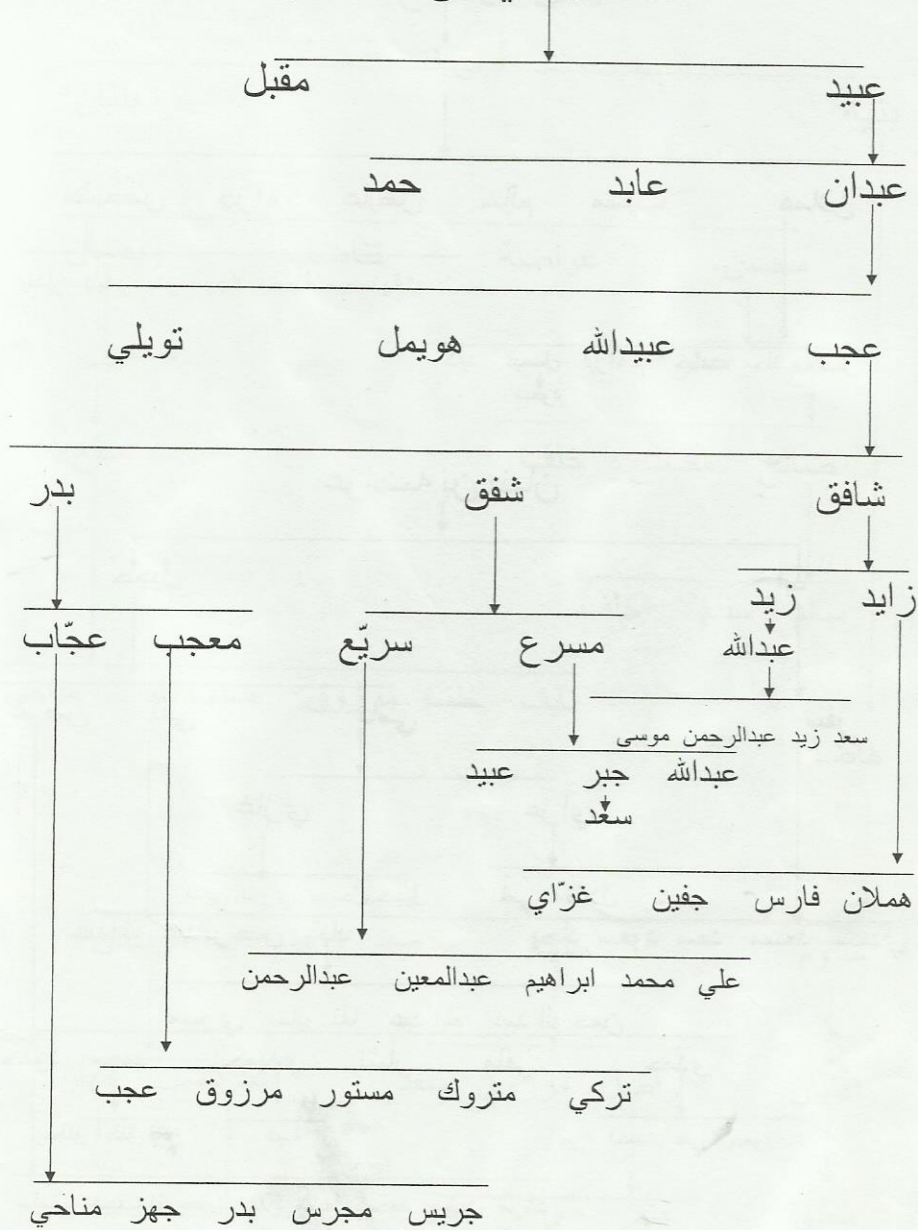 عبيد مقبل
عبدان عابد حمد
عجب عبيدالله هويمل تويلي
شافق شفق بدر
زايد زيد
مسرع سريّع معجب عجّاب
عبدالله
سعد زيد عبدالرحمن موسى
عبدالله جبر عبيد
سعد
هملان فارس جفين غزّاي
علي محمد ابراهيم عبدالمعين عبدالرحمن
تركي متروك مستور مرزوق عجب
جريس مجرس بدر جهز مناحي